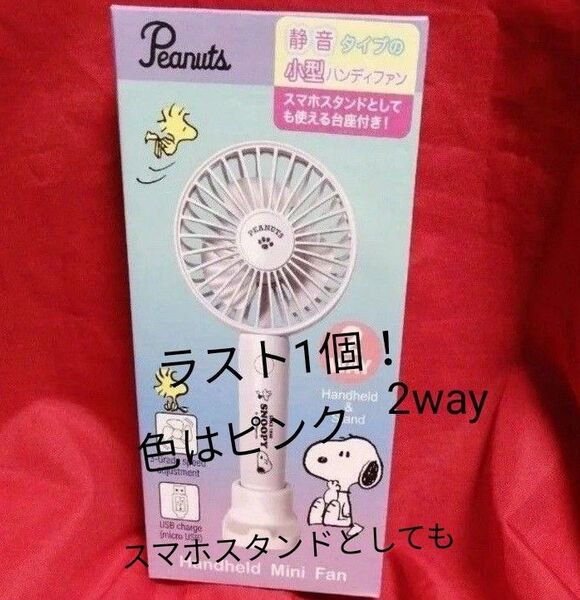 Peanuts
静音タイプの
小型ハンディファン
スマホスタンドとして
も使える台座付き！
PEANUTS
ラスト1個！
2way
Handheld
&
Stand
色はピンク
SNOOPY
adjustment
USB charge
(micro USB)
スマホスタンドとしても
Handheld Mini Fan